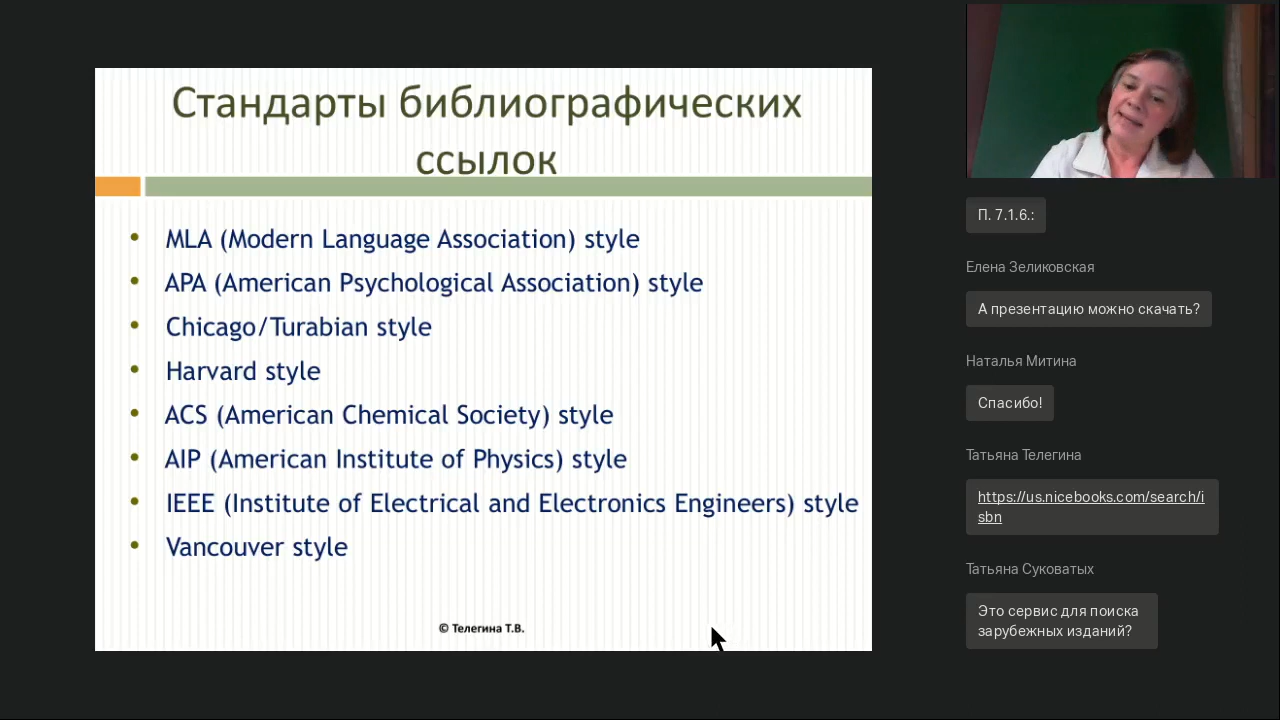 Стандарты библиографических
ссылок
• MLA (Modern Language Association) style
• APA (American Psychological Association) style
• Chicago/Turabian style
• Harvard style
• ACS (American Chemical Society) style
• AIP (American Institute of Physics) style
• IEEE (Institute of Electrical and Electronics Engineers) style
• Vancouver style
© Телегина Т.В.
П. 7.1.6.:
Елена Зеликовская
А презентацию можно скачать?
Наталья Митина
Спасибо!
Татьяна Телегина
https://us.nicebooks.com/search/i
sbn
Татьяна Суковатых
Это сервис для поиска
зарубежных изданий?